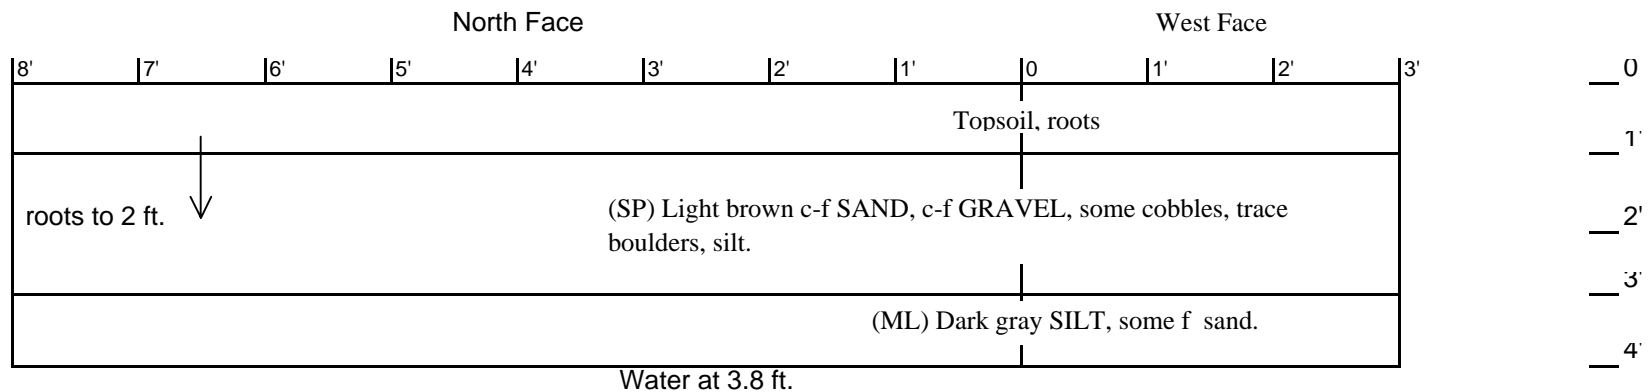 North Face West Face
8' 7' 6' 5' 4' 3' 2' 1' 0 1' 2' 3' 0
Topsoil, roots
1'
roots to 2 ft.
(SP) Light brown c-f SAND, c-f GRAVEL, some cobbles, trace
boulders, silt.
2'
3'
(ML) Dark gray SILT, some f sand.
4'
Water at 3.8 ft.